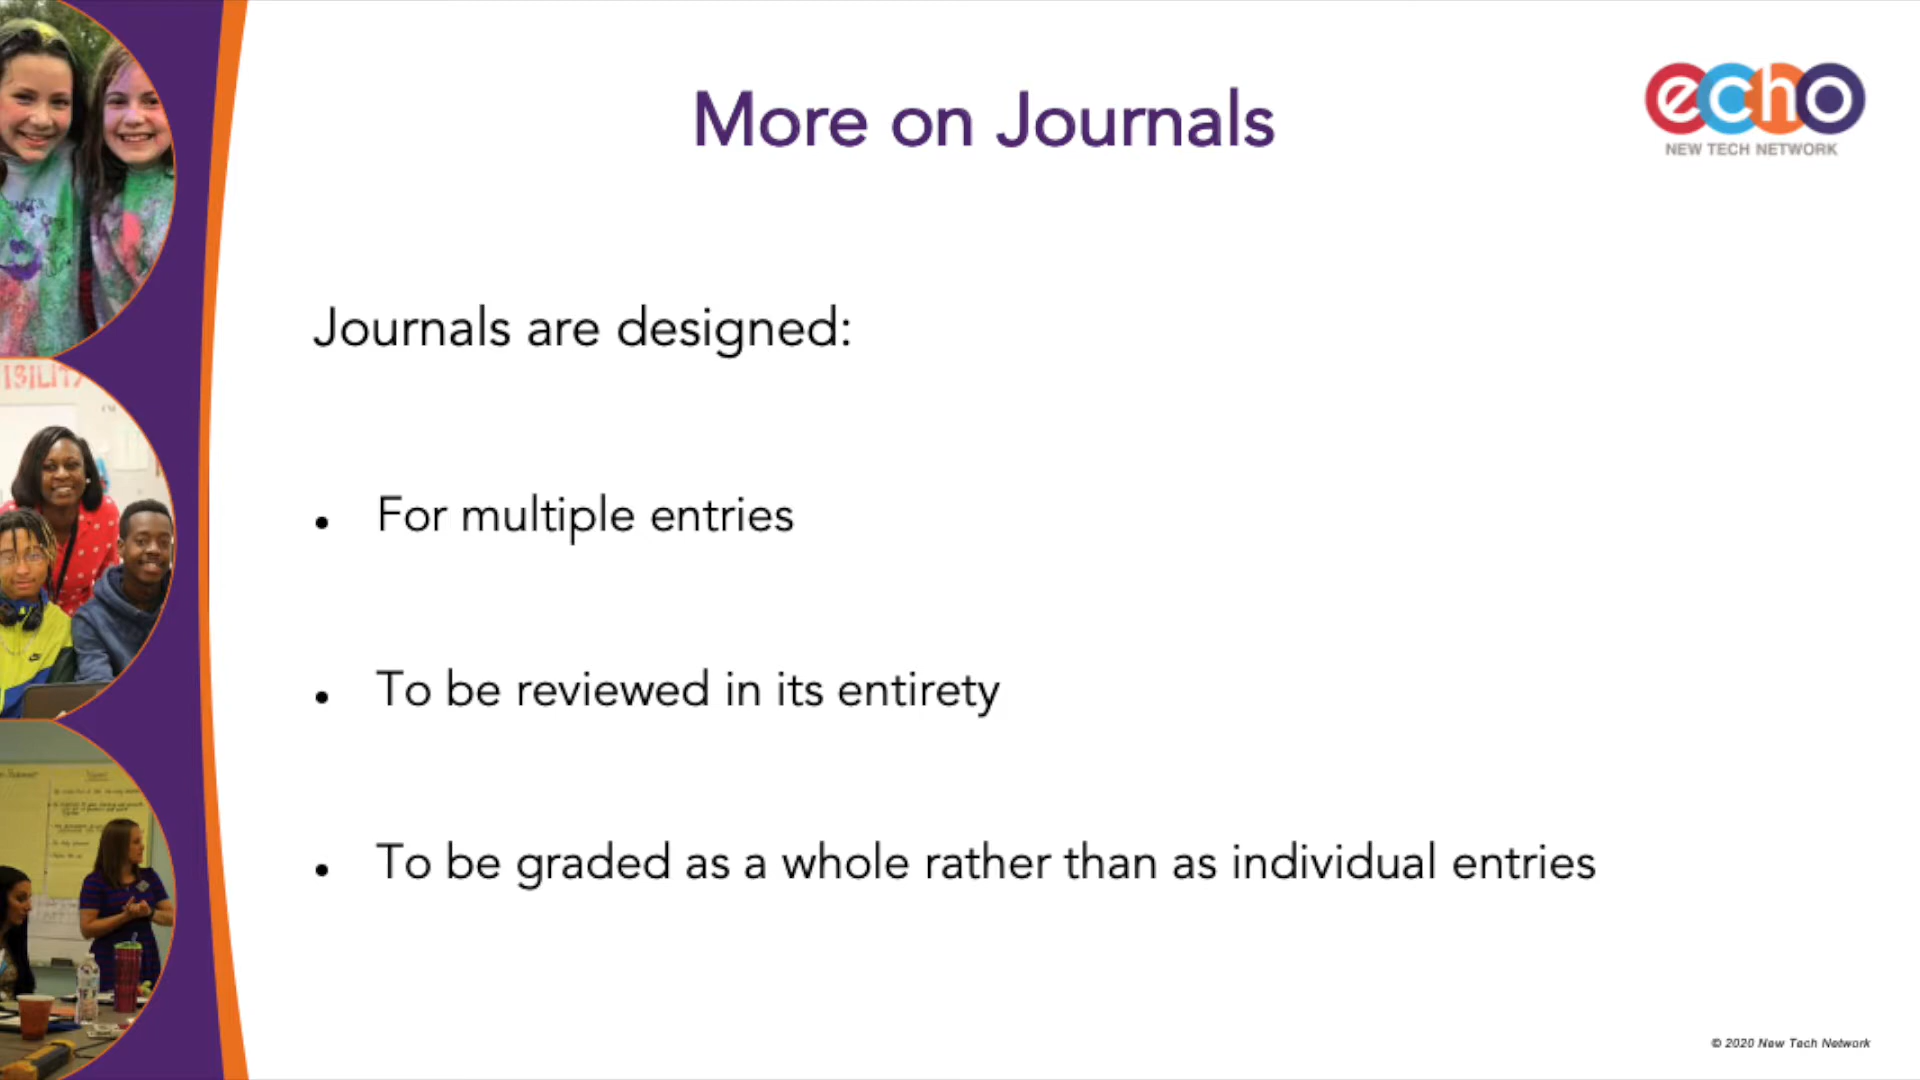 More on Journals
echo
NEW TECH NETWORK
Journals are designed:
• For multiple entries
• To be reviewed in its entirety
• To be graded as a whole rather than as individual entries
© 2020 New Tech Network